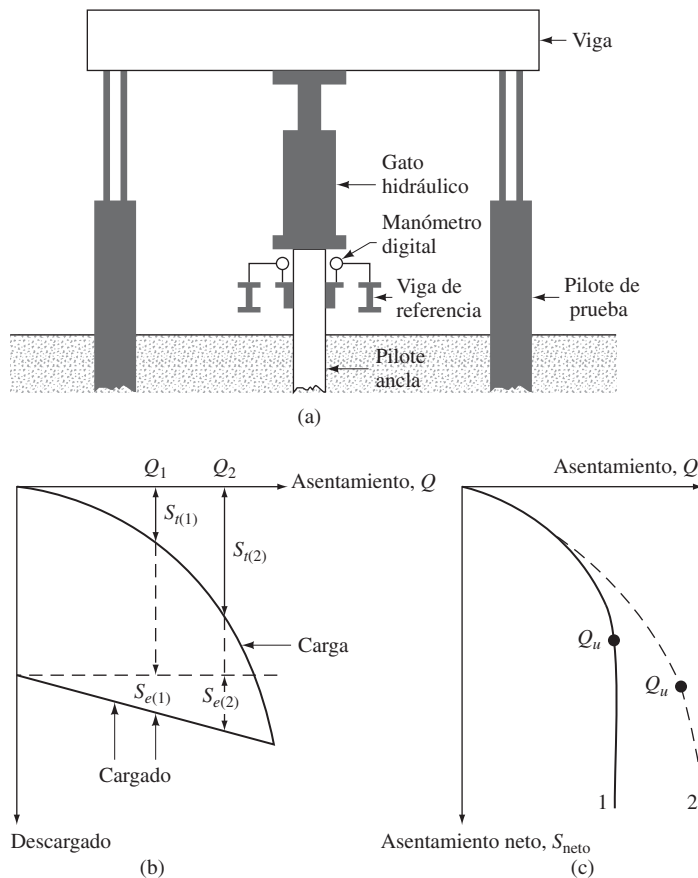 Viga
Gato
hidráulico
Manómetro
digital
Viga de
referencia
Pilote de
prueba
Pilote
ancla
(a)
Q1
Q2
Asentamiento, Q
St(1)
St(2)
Carga
Se(1)
Se(2)
Cargado
Descargado
(b)
Asentamiento, Q
Qu
Qu
1
2
Asentamiento neto, Sneto
(c)